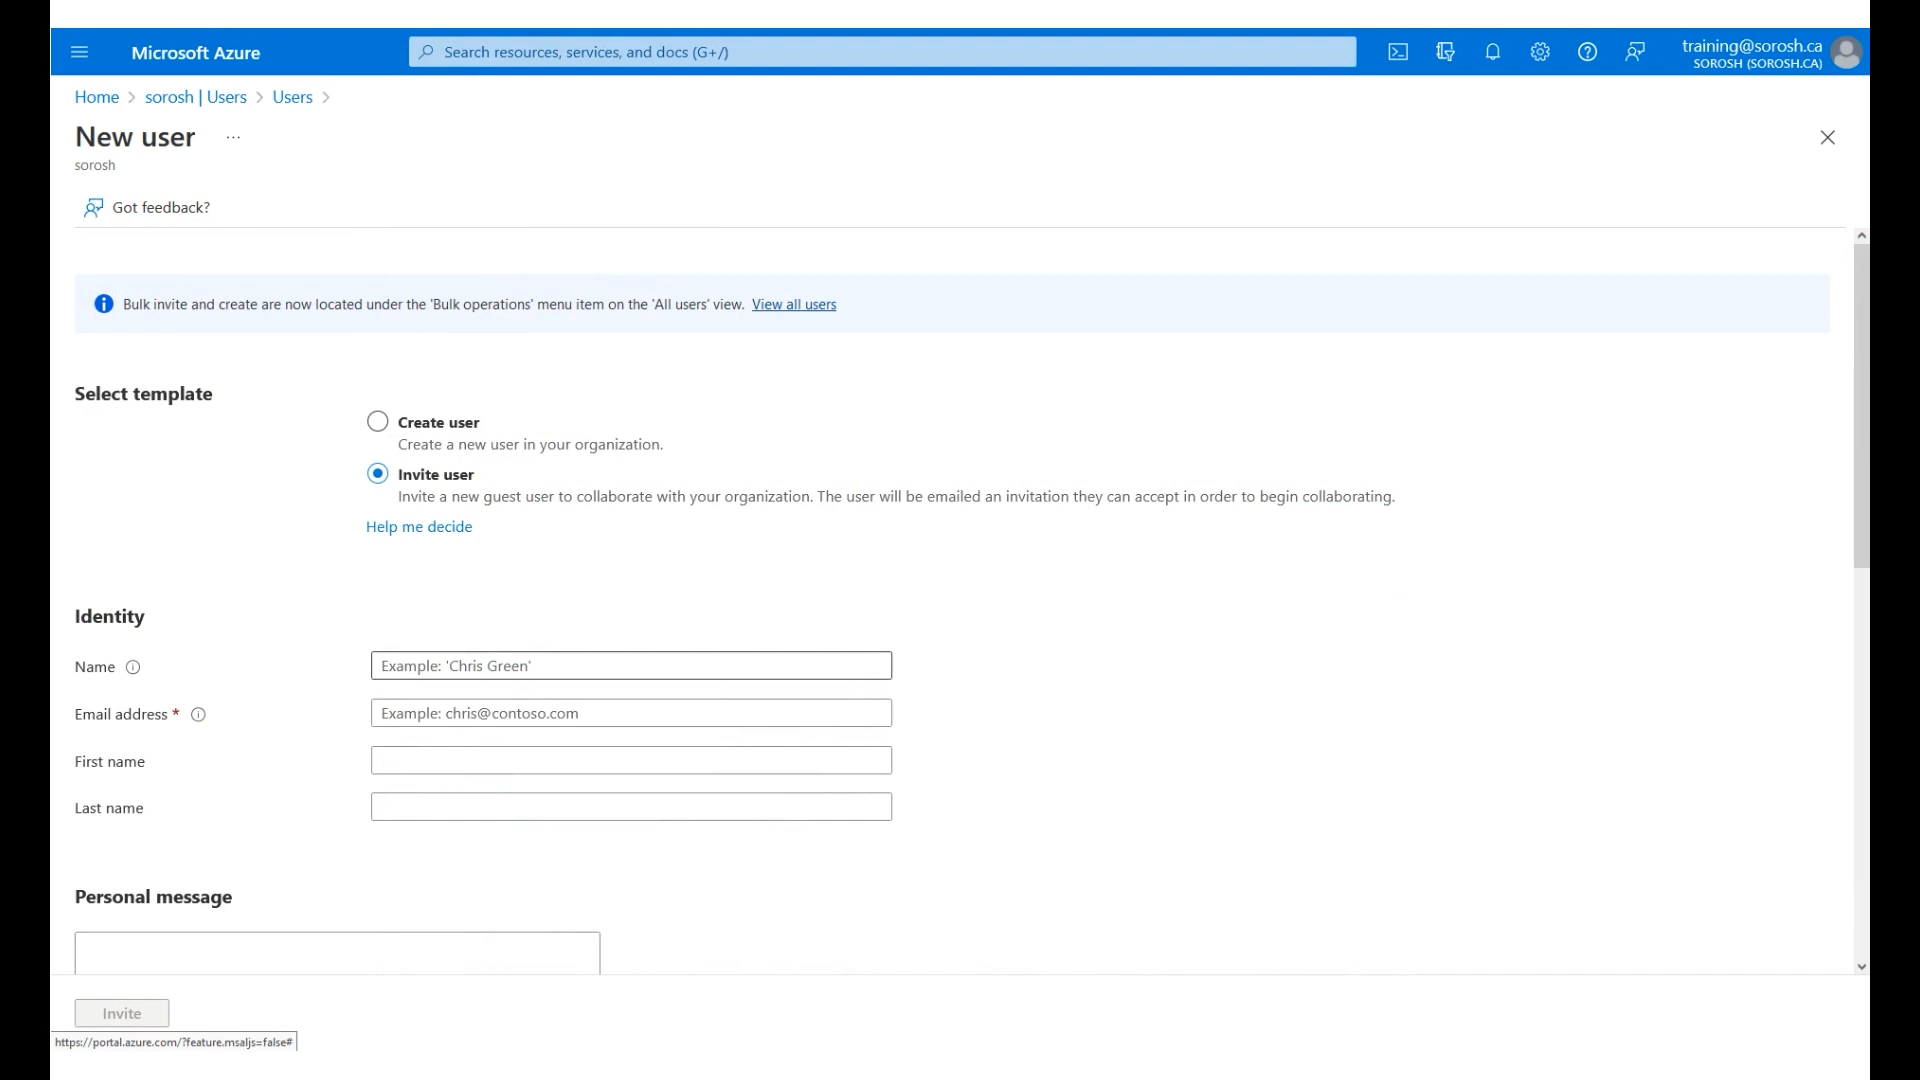 Microsoft Azure
Search resources, services, and docs (G+/)
training@sorosh.ca
SOROSH (SOROSH.CA)
Home > sorosh | Users > Users >
New user ...
sorosh
Got feedback?
Bulk invite and create are now located under the 'Bulk operations' menu item on the 'All users' view. View all users
Select template
Create user
Create a new user in your organization.
Invite user
Invite a new guest user to collaborate with your organization. The user will be emailed an invitation they can accept in order to begin collaborating.
Help me decide
Identity
Name
Example: 'Chris Green'
Email address *
Example: chris@contoso.com
First name
Last name
Personal message
Invite
https://portal.azure.com/?feature.msaljs=false#